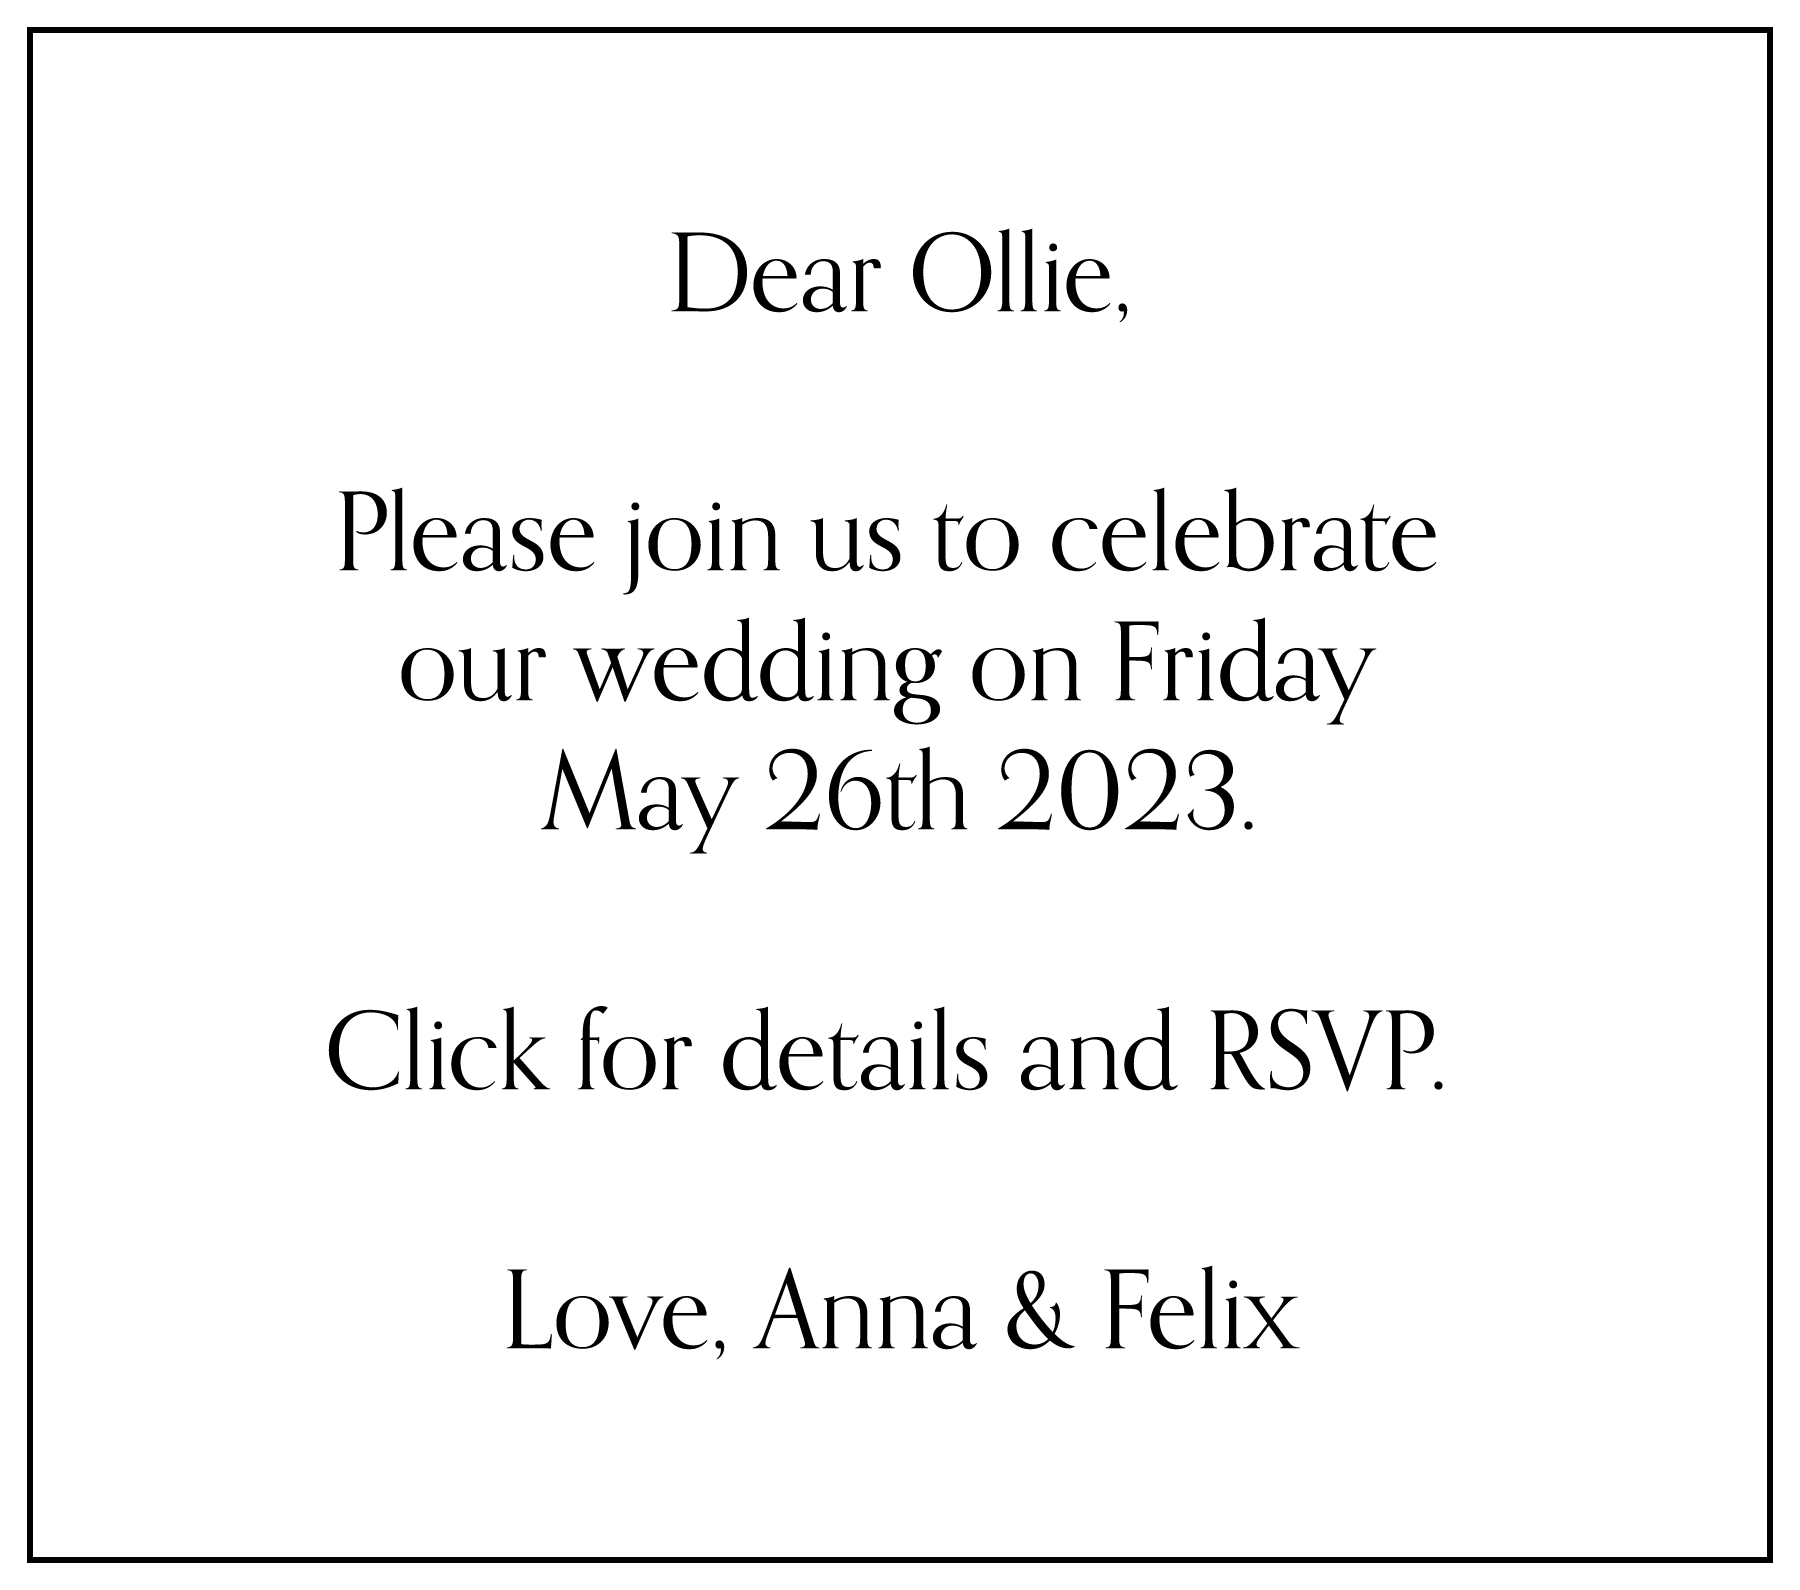 Dear Ollie,
Please join us to celebrate
our wedding on Friday
May 26th 2023.
Click for details and RSVP.
Love, Anna & Felix